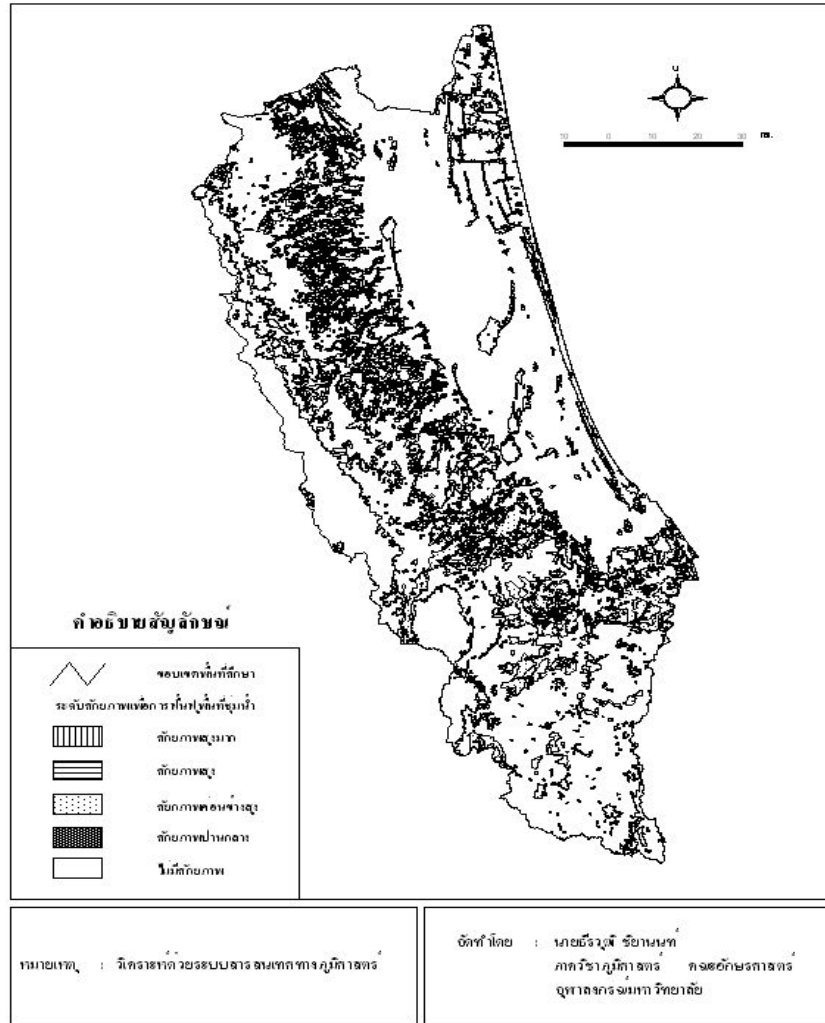 N
10 0 10 20 30 กม.
คำอธิบายสัญลักษณ์
ขอบเขตพื้นที่ศึกษา
ระดับศักยภาพเพื่อการฟื้นฟูพื้นที่ชุ่มน้ำ
ศักยภาพสูงมาก
ศักยภาพสูง
ศักยภาพค่อนข้างสูง
ศักยภาพปานกลาง
ไม่มีศักยภาพ
หมายเหตุ : วิเคราะห์ด้วยระบบสารสนเทศทางภูมิศาสตร์
จัดทำโดย : นายธีรวุฒิ ชัยานนท์
ภาควิชาภูมิศาสตร์ คณะอักษรศาสตร์
จุฬาลงกรณ์มหาวิทยาลัย